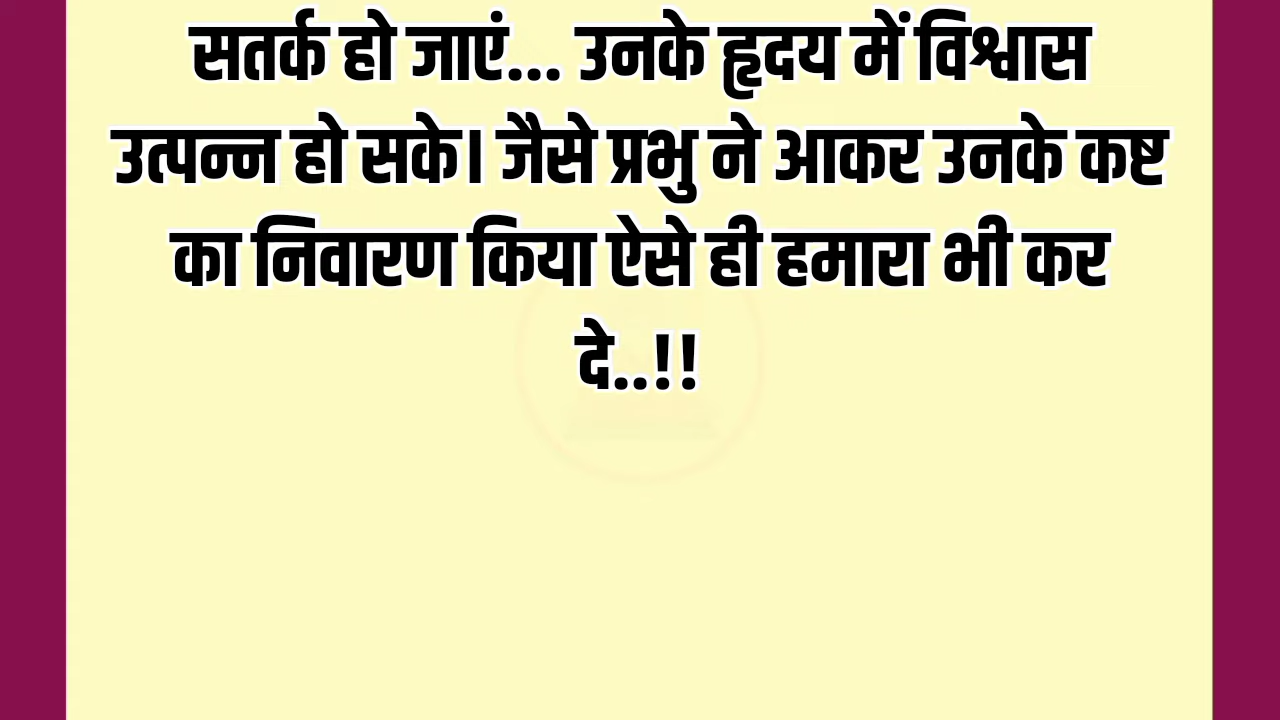 सतर्क हो जाएं... उनके हृदय में विश्वास
उत्पन्न हो सके। जैसे प्रभु ने आकर उनके कष्ट
का निवारण किया ऐसे ही हमारा भी कर
दे..!!